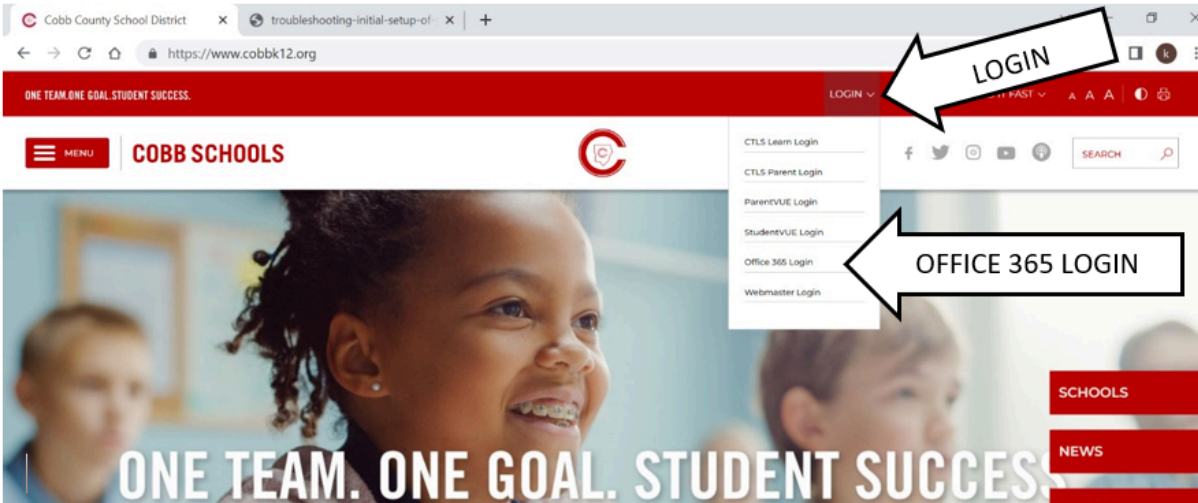 Cobb County School District
troubleshooting-initial-setup-of-
https://www.cobbk12.org
k
ONE TEAM.ONE GOAL.STUDENT SUCCESS.
LOGIN
FAST
A A A
LOGIN
MENU
COBB SCHOOLS
C
SEARCH
CTLS Learn Login
CTLS Parent Login
ParentVUE Login
StudentVUE Login
Office 365 Login
Webmaster Login
OFFICE 365 LOGIN
SCHOOLS
NEWS
ONE TEAM. ONE GOAL. STUDENT SUCCESS